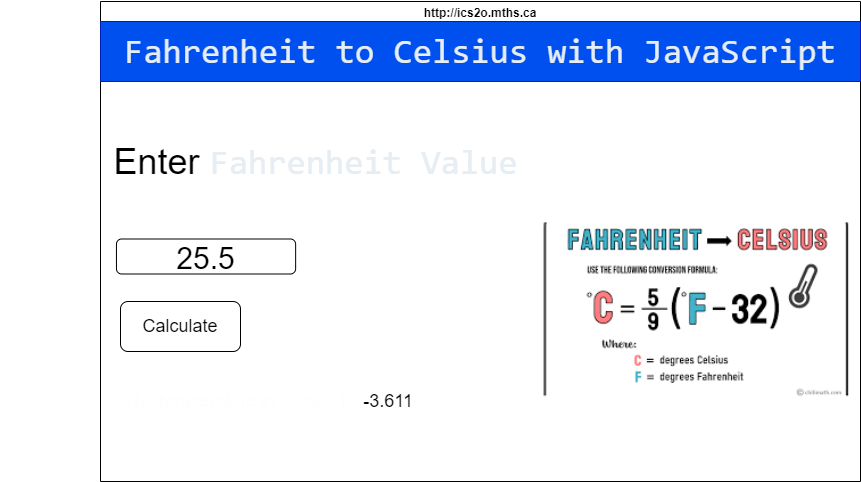 http://ics2o.mths.ca
Fahrenheit to Celsius with JavaScript
Enter Fahrenheit Value
25.5
Calculate
-3.611
FAHRENHEIT → CELSIUS
USE THE FOLLOWING CONVERSION FORMULA:
°C = 5/9 (°F - 32)
Where:
C = degrees Celsius
F = degrees Fahrenheit
© chilimath.com